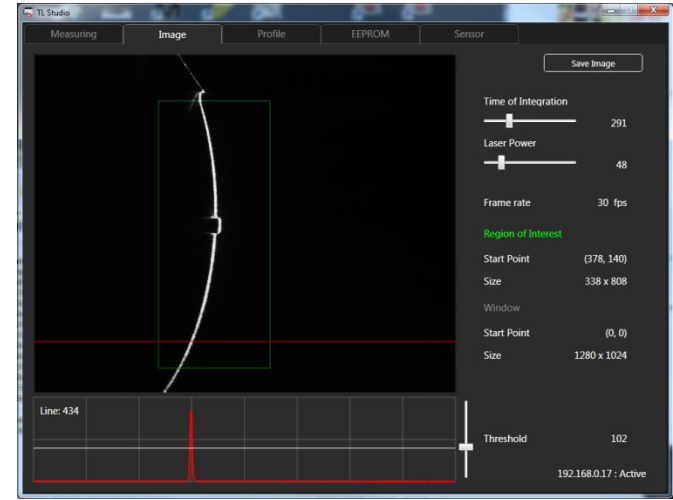 TL Studio
Measuring
Image
Profile
EEPROM
Sensor
Save Image
Time of Integration
291
Laser Power
48
Frame rate 30 fps
Region of Interest
Start Point (378, 140)
Size 338 x 808
Window
Start Point (0, 0)
Size 1280 x 1024
Line: 434
Threshold 102
192.168.0.17 : Active